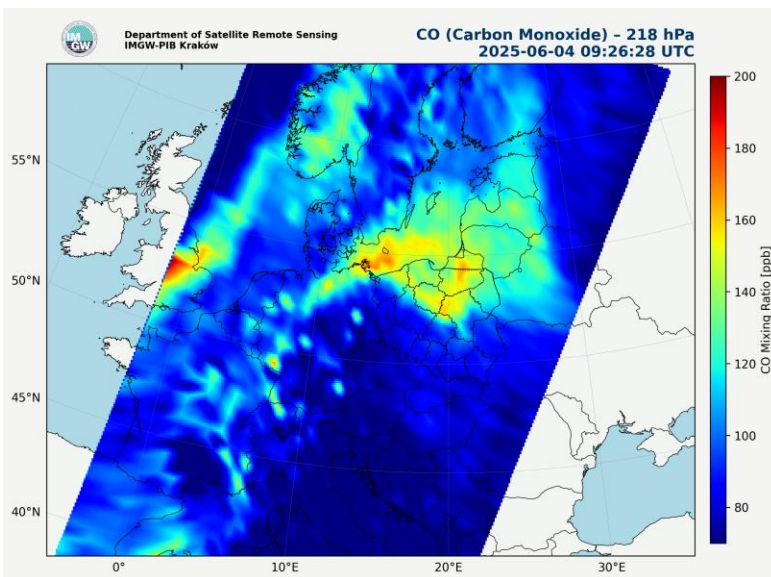 IM
GW
Department of Satellite Remote Sensing
IMGW-PIB Kraków
CO (Carbon Monoxide) – 218 hPa
2025-06-04 09:26:28 UTC
55°N
50°N
45°N
40°N
0°
10°E
20°E
30°E
200
180
160
140
120
100
80
CO Mixing Ratio [ppb]